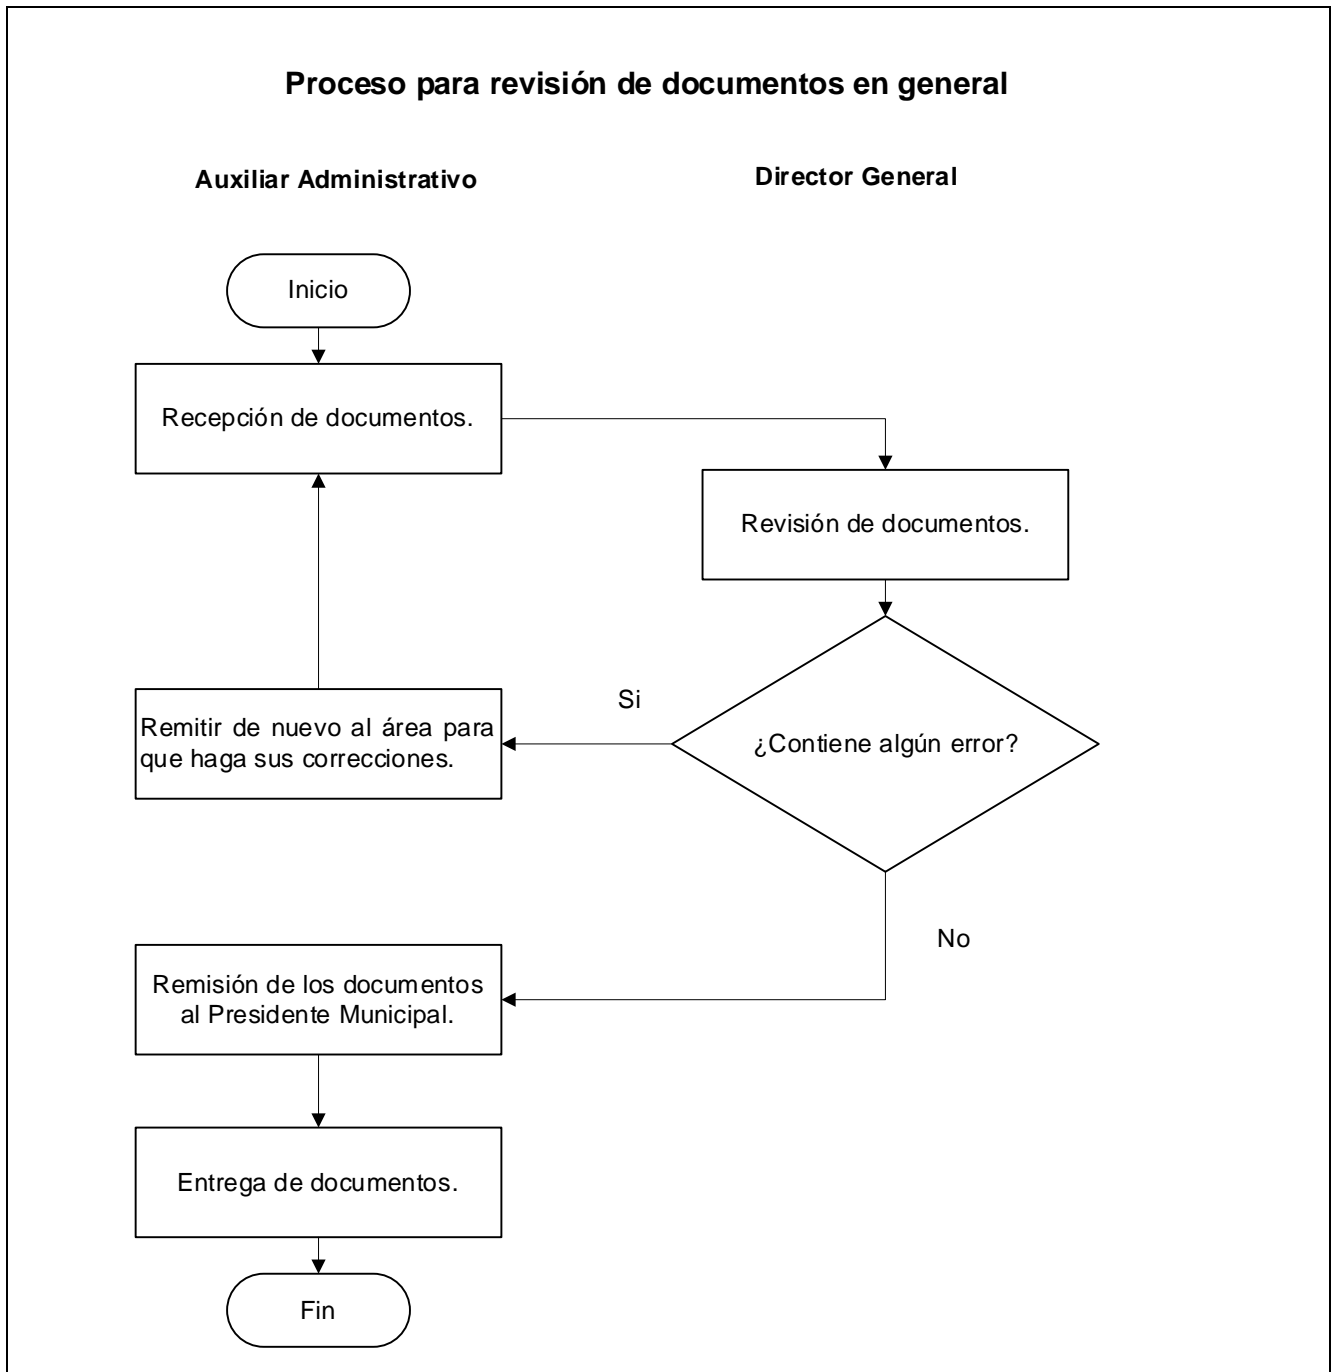 Proceso para revisión de documentos en general
Auxiliar Administrativo
Director General
Inicio
Recepción de documentos.
Revisión de documentos.
¿Contiene algún error?
Si
Remitir de nuevo al área para
que haga sus correcciones.
No
Remisión de los documentos
al Presidente Municipal.
Entrega de documentos.
Fin